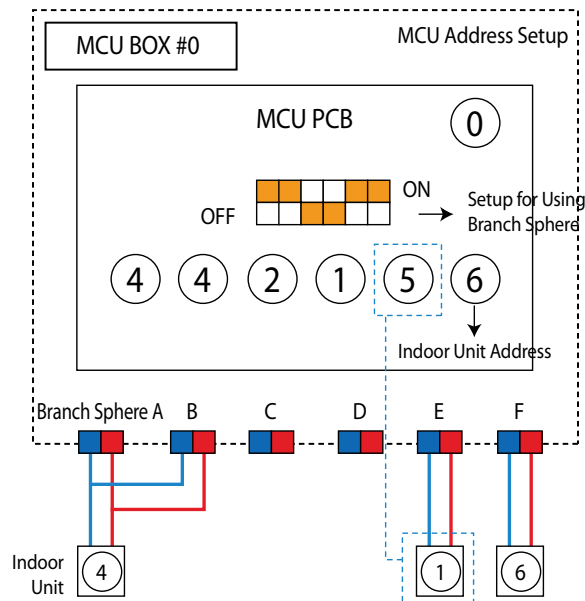 MCU BOX #0
MCU Address Setup
MCU PCB
0
ON
OFF
Setup for Using
Branch Sphere
4 4 2 1 5 6
Indoor Unit Address
Branch Sphere A B C D E F
Indoor
Unit
4 1 6